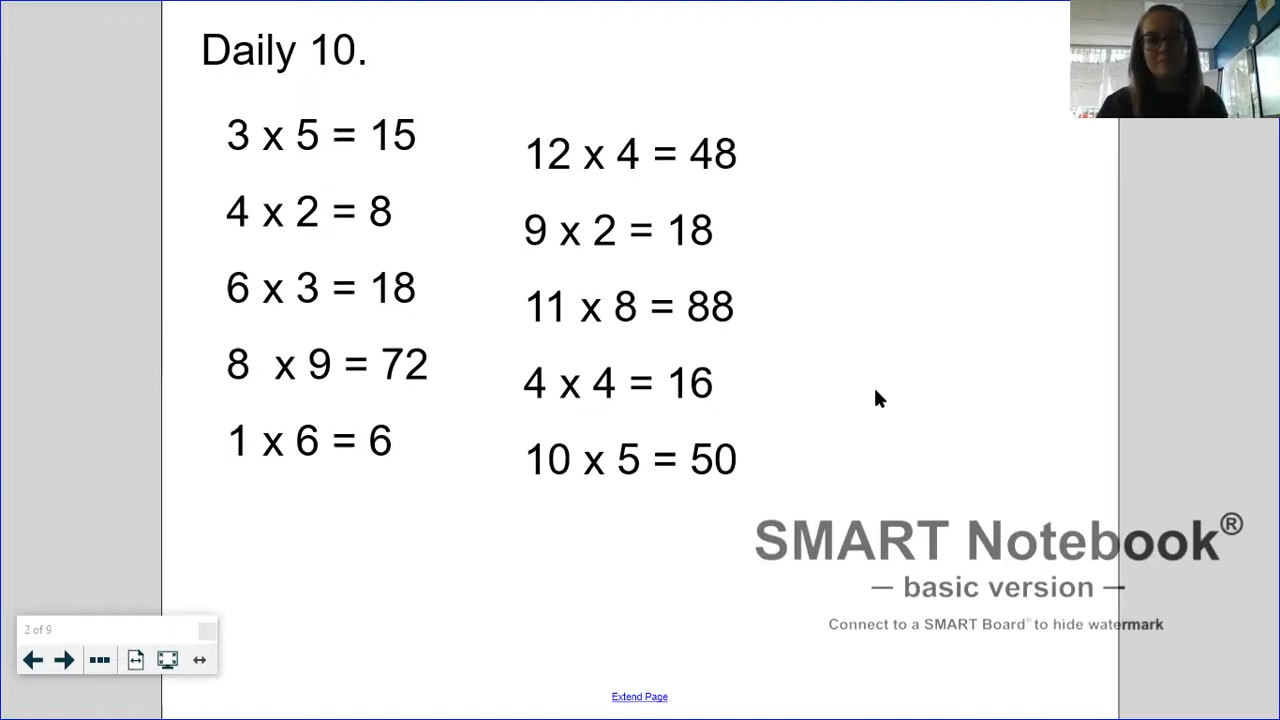 Daily 10.
3 x 5 = 15
4 x 2 = 8
6 x 3 = 18
8 x 9 = 72
1 x 6 = 6
12 x 4 = 48
9 x 2 = 18
11 x 8 = 88
4 x 4 = 16
10 x 5 = 50
SMART Notebook®
— basic version —
Connect to a SMART Board® to hide watermark
2 of 9
Extend Page